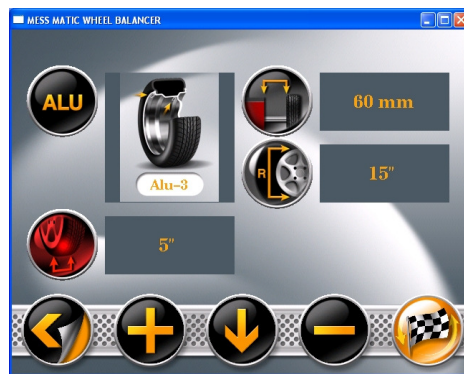 MESS MATIC WHEEL BALANCER
ALU
Alu-3
60 mm
R
15"
5"